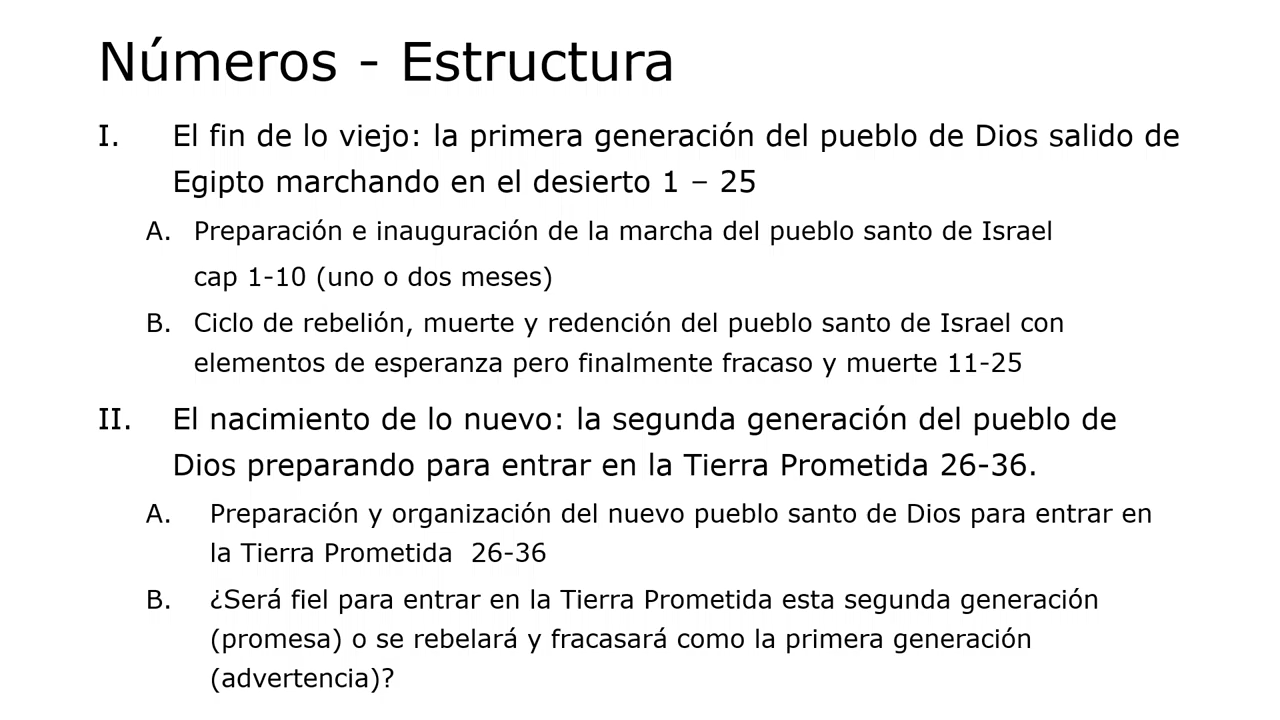 Números - Estructura
I. El fin de lo viejo: la primera generación del pueblo de Dios salido de
Egipto marchando en el desierto 1 – 25
A. Preparación e inauguración de la marcha del pueblo santo de Israel
cap 1-10 (uno o dos meses)
B. Ciclo de rebelión, muerte y redención del pueblo santo de Israel con
elementos de esperanza pero finalmente fracaso y muerte 11-25
II. El nacimiento de lo nuevo: la segunda generación del pueblo de
Dios preparando para entrar en la Tierra Prometida 26-36.
A. Preparación y organización del nuevo pueblo santo de Dios para entrar en
la Tierra Prometida  26-36
B. ¿Será fiel para entrar en la Tierra Prometida esta segunda generación
(promesa) o se rebelará y fracasará como la primera generación
(advertencia)?